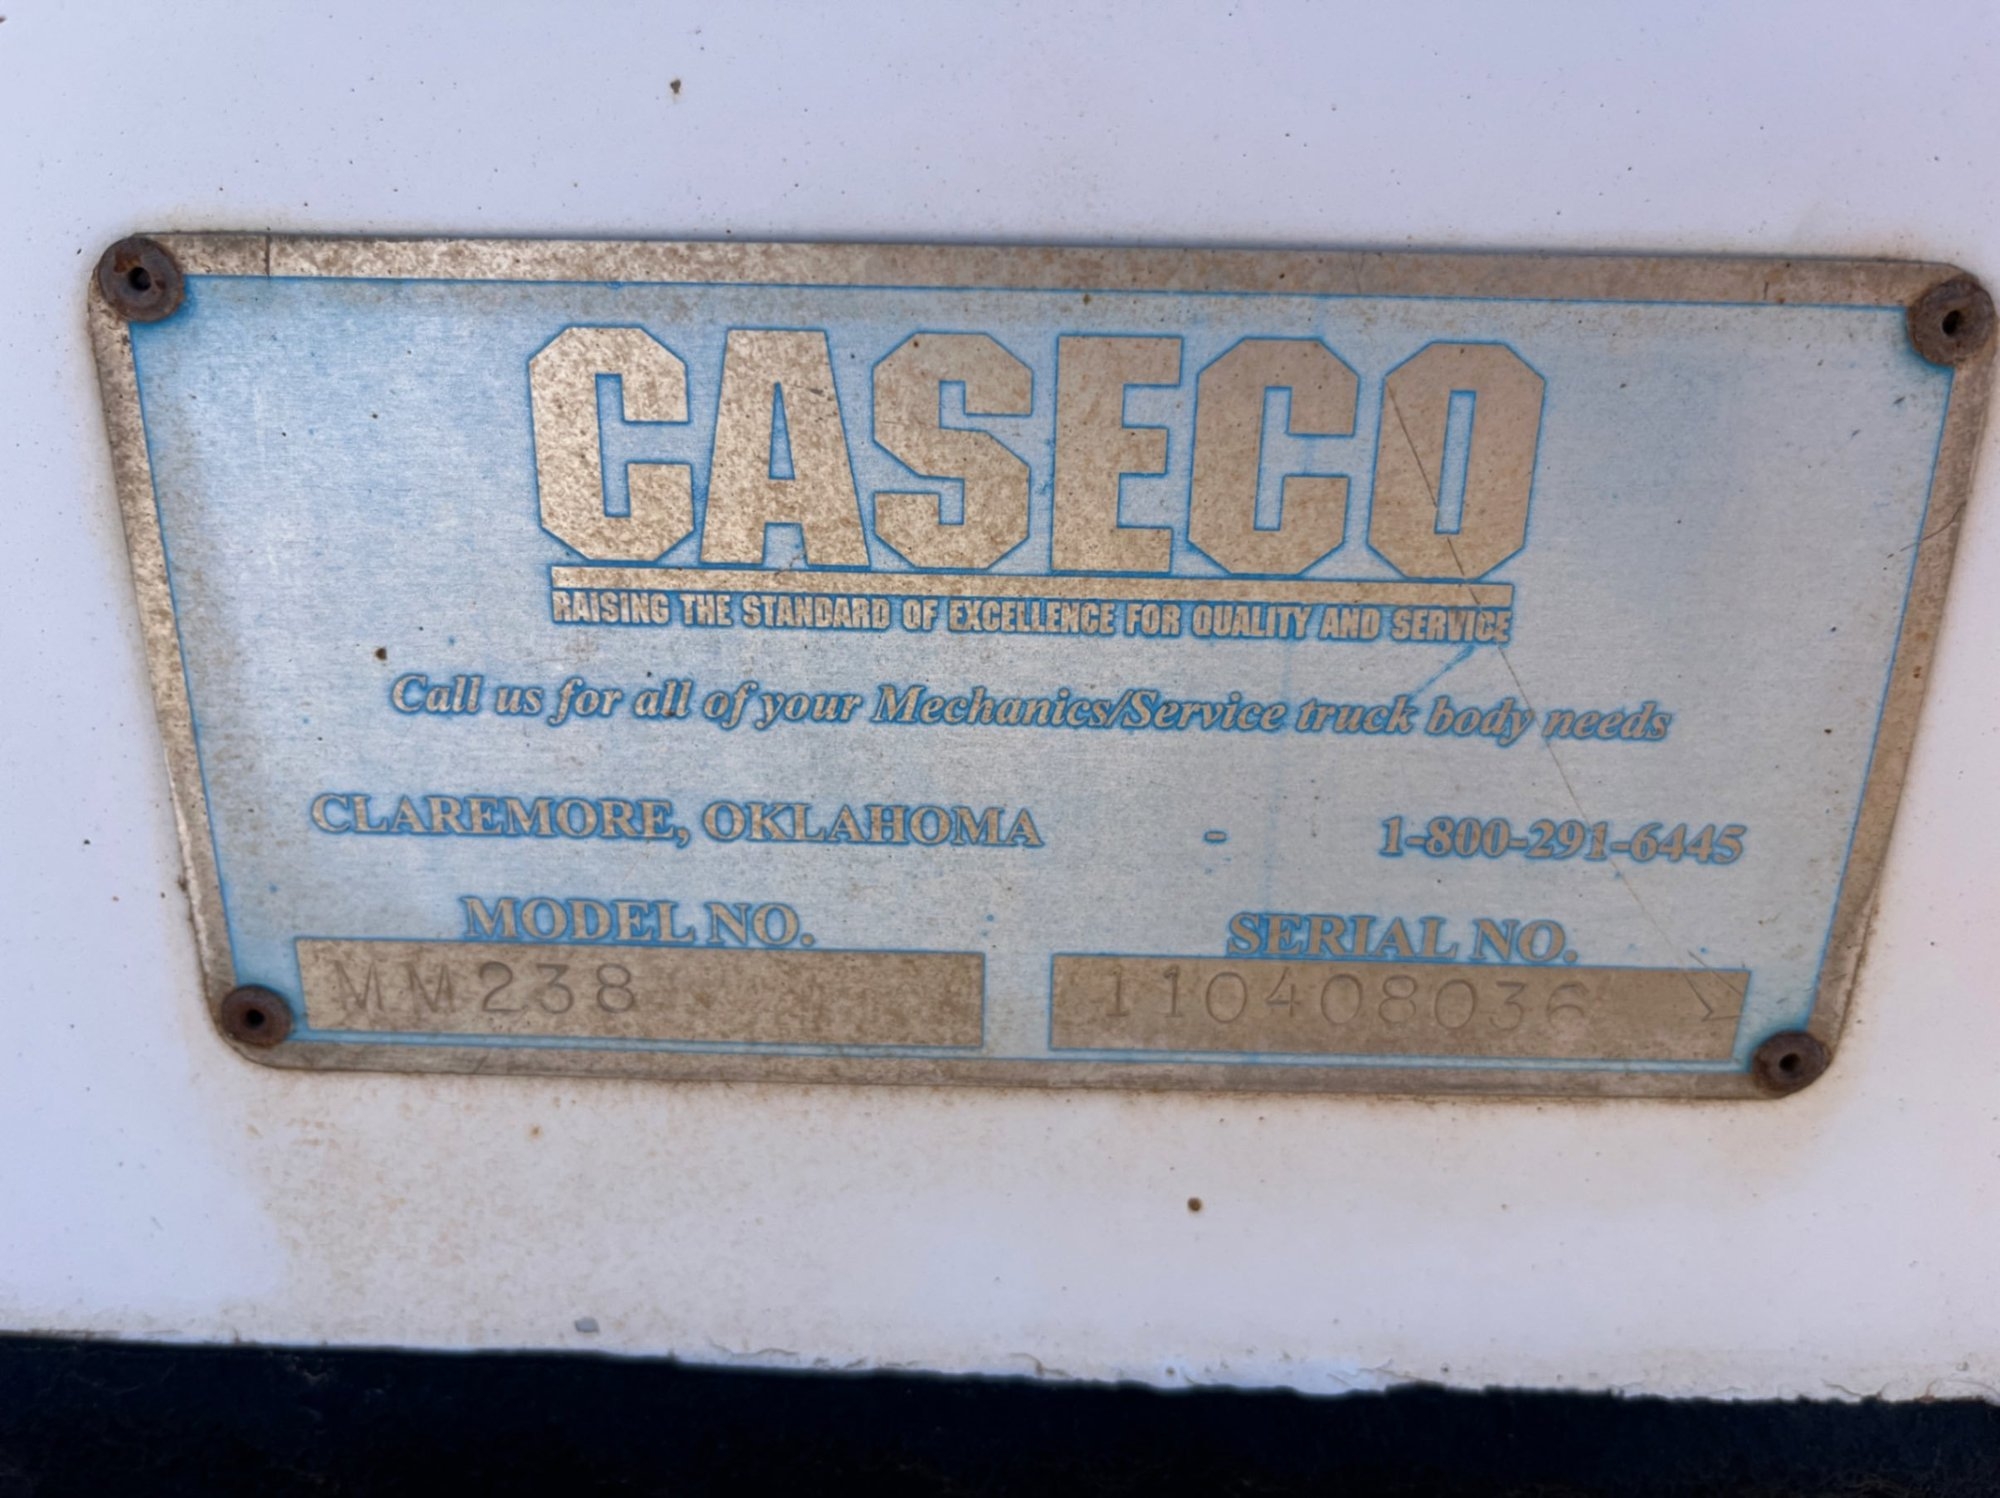 CASECO
RAISING THE STANDARD OF EXCELLENCE FOR QUALITY AND SERVICE
Call us for all of your Mechanics/Service truck body needs
CLAREMORE, OKLAHOMA - 1-800-291-6445
MODEL NO. SERIAL NO.
MM238 110408036